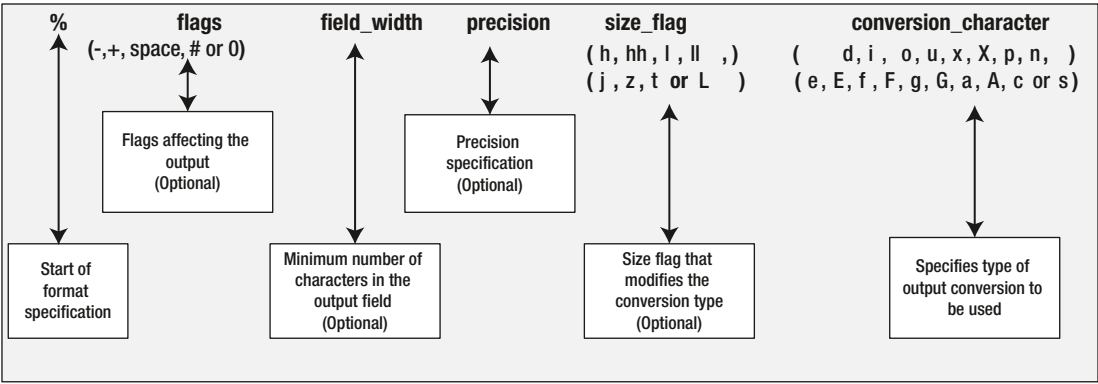 % flags field_width precision size_flag conversion_character
(-,+, space, # or 0) ( h, hh, l , ll ,) ( d, i , o, u, x, X, p, n, )
( j , z, t or L ) ( e, E, f , F, g, G, a, A, c or s )
Flags affecting the
output
(Optional)
Precision
specification
(Optional)
Start of
format
specification
Minimum number of
characters in the
output field
(Optional)
Size flag that
modifies the
conversion type
(Optional)
Specifies type of
output conversion to
be used